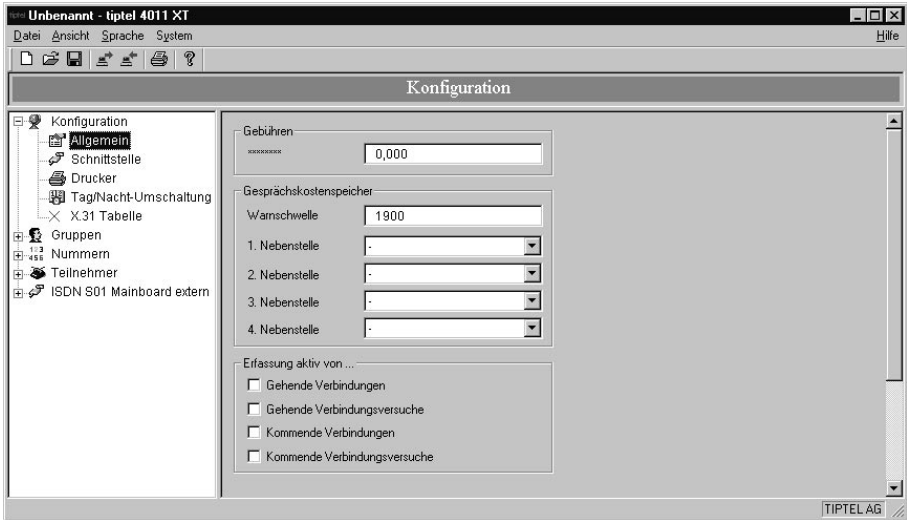 Unbenannt - tiptel 4011 XT
Datei Ansicht Sprache System Hilfe
Konfiguration
Konfiguration
Allgemein
Schnittstelle
Drucker
Tag/Nacht-Umschaltung
X.31 Tabelle
Gruppen
Nummern
Teilnehmer
ISDN S01 Mainboard extern
Gebühren
xxxxxxxx 0,000
Gesprächskostenspeicher
Warnschwelle 1900
1. Nebenstelle -
2. Nebenstelle -
3. Nebenstelle -
4. Nebenstelle -
Erfassung aktiv von ...
Gehende Verbindungen
Gehende Verbindungsversuche
Kommende Verbindungen
Kommende Verbindungsversuche
TIPTEL AG